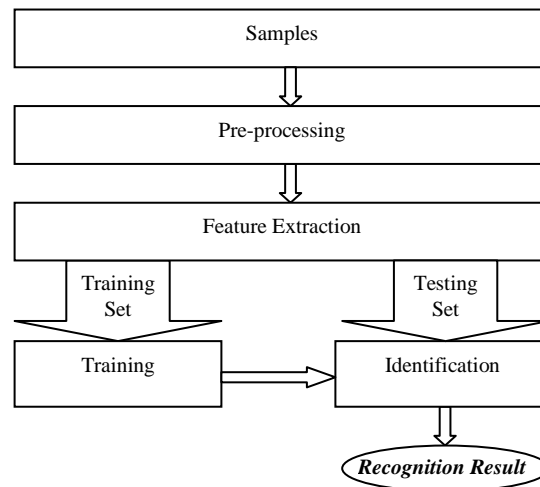 Samples
Pre-processing
Feature Extraction
Training
Set
Testing
Set
Training
Identification
Recognition Result